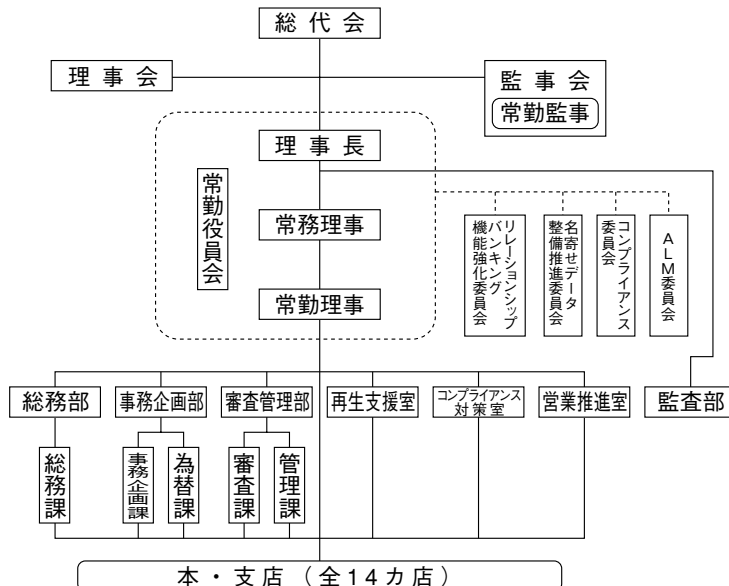 総代会
理事会
監事会
常勤監事
理事長
常勤役員会
常務理事
常勤理事
リレーションシップ
バンキング
機能強化委員会
名寄せデータ
整備推進委員会
コンプライアンス
委員会
ALM委員会
総務部
事務企画部
審査管理部
再生支援室
コンプライアンス
対策室
営業推進室
監査部
総務課
事務企画課
為替課
審査課
管理課
本・支店（全14カ店）